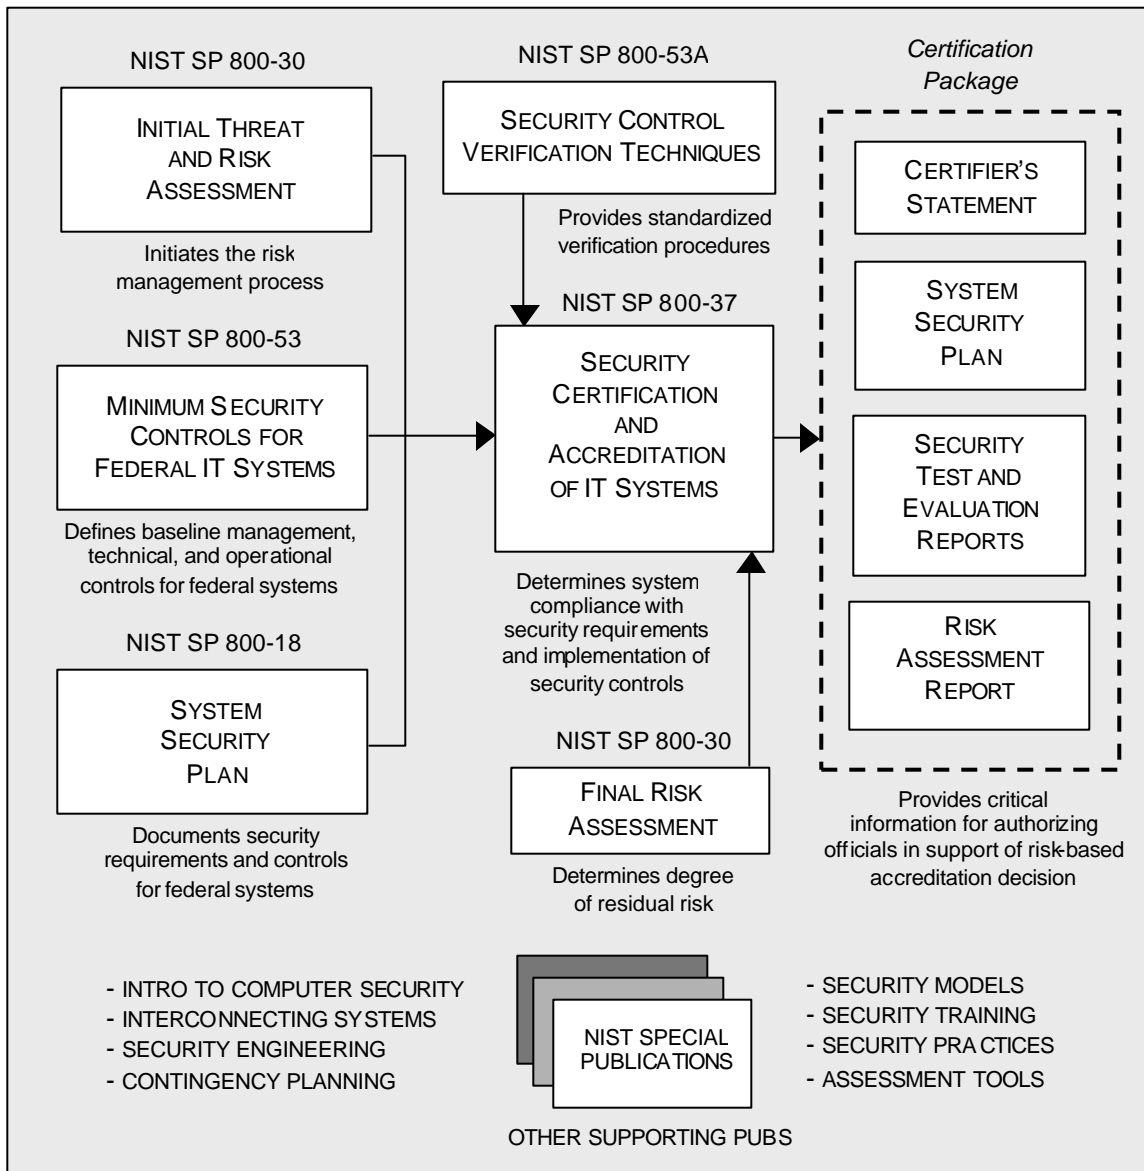 NIST SP 800-30
INITIAL THREAT
AND RISK
ASSESSMENT
Initiates the risk
management process
NIST SP 800-53
MINIMUM SECURITY
CONTROLS FOR
FEDERAL IT SYSTEMS
Defines baseline management,
technical, and operational
controls for federal systems
NIST SP 800-18
SYSTEM
SECURITY
PLAN
Documents security
requirements and controls
for federal systems
NIST SP 800-53A
SECURITY CONTROL
VERIFICATION TECHNIQUES
Provides standardized
verification procedures
NIST SP 800-37
SECURITY
CERTIFICATION
AND
ACCREDITATION
OF IT SYSTEMS
Determines system
compliance with
security requirements
and implementation of
security controls
NIST SP 800-30
FINAL RISK
ASSESSMENT
Determines degree
of residual risk
Certification
Package
CERTIFIER'S
STATEMENT
SYSTEM
SECURITY
PLAN
SECURITY
TEST AND
EVALUATION
REPORTS
RISK
ASSESSMENT
REPORT
Provides critical
information for authorizing
officials in support of risk-based
accreditation decision
- INTRO TO COMPUTER SECURITY
- INTERCONNECTING SYSTEMS
- SECURITY ENGINEERING
- CONTINGENCY PLANNING
NIST SPECIAL
PUBLICATIONS
OTHER SUPPORTING PUBS
- SECURITY MODELS
- SECURITY TRAINING
- SECURITY PRACTICES
- ASSESSMENT TOOLS